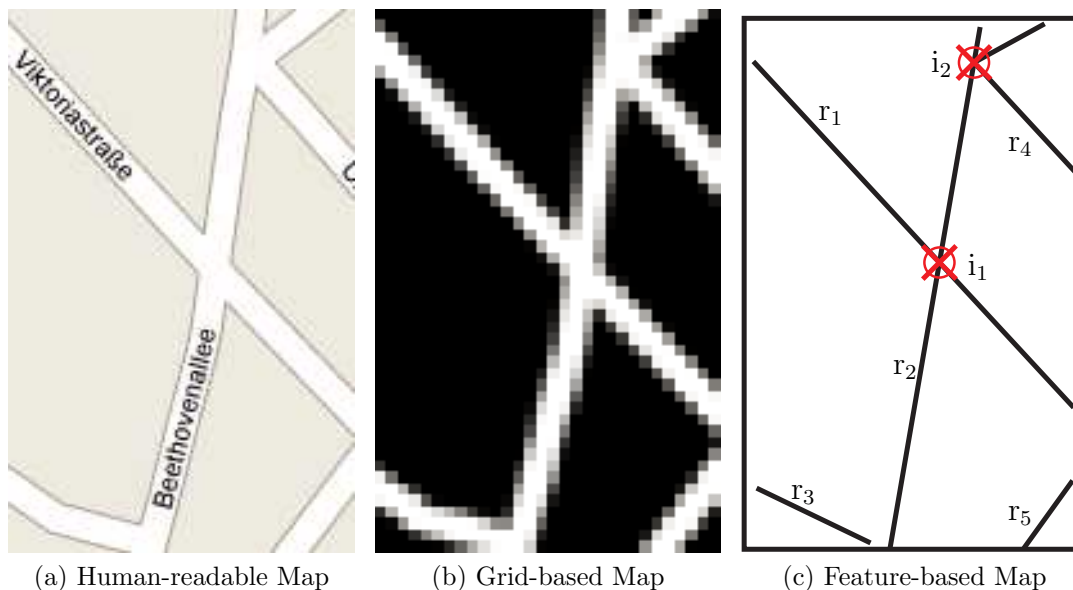 Viktoriastraße
Beethovenallee
i₂
r₁
r₄
i₁
r₂
r₃
r₅
(a) Human-readable Map
(b) Grid-based Map
(c) Feature-based Map